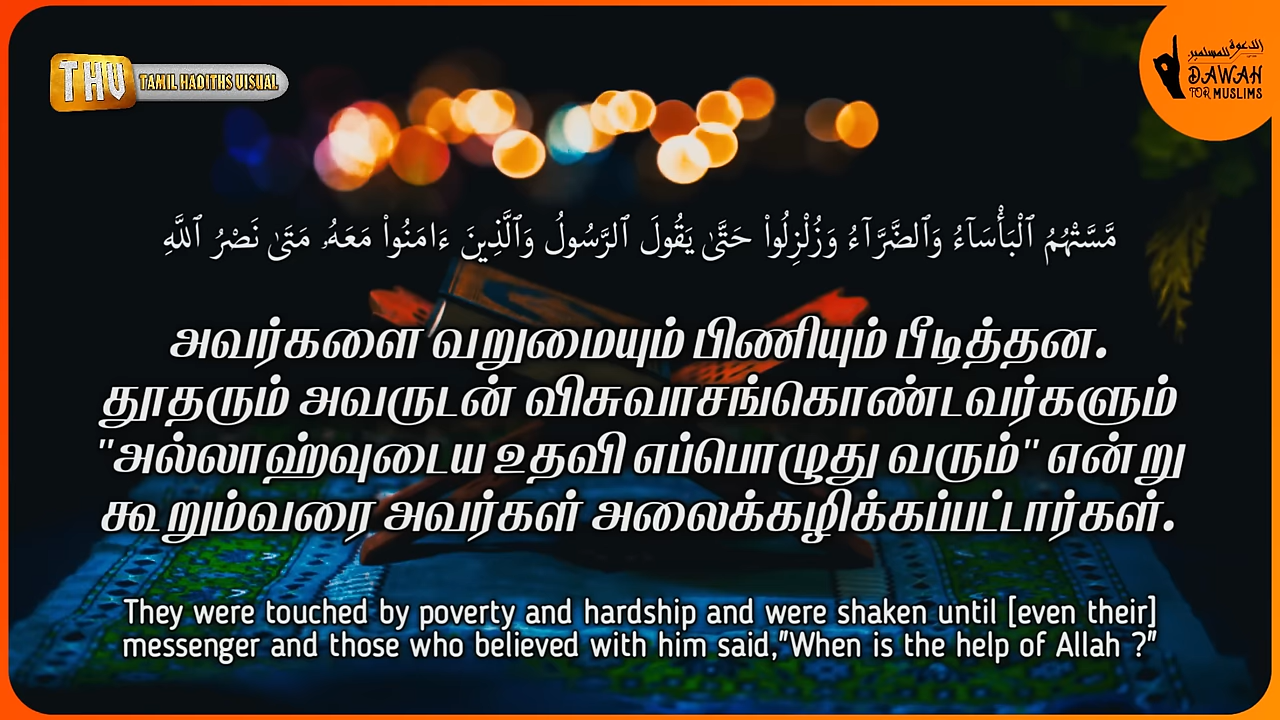 THV TAMIL HADITHS VISUAL
الدعوة للمسلمين
DAWAH
FOR MUSLIMS
مَّسَّتْهُمُ ٱلْبَأْسَآءُ وَٱلضَّرَّآءُ وَزُلْزِلُوا۟ حَتَّىٰ يَقُولَ ٱلرَّسُولُ وَٱلَّذِينَ ءَامَنُوا۟ مَعَهُۥ مَتَىٰ نَصْرُ ٱللَّهِ
அவர்களை வறுமையும் பிணியும் பீடித்தன.
தூதரும் அவருடன் விசுவாசங்கொண்டவர்களும்
"அல்லாஹ்வுடைய உதவி எப்பொழுது வரும்" என்று
கூறும்வரை அவர்கள் அலைக்கழிக்கப்பட்டார்கள்.
They were touched by poverty and hardship and were shaken until [even their]
messenger and those who believed with him said,"When is the help of Allah ?"